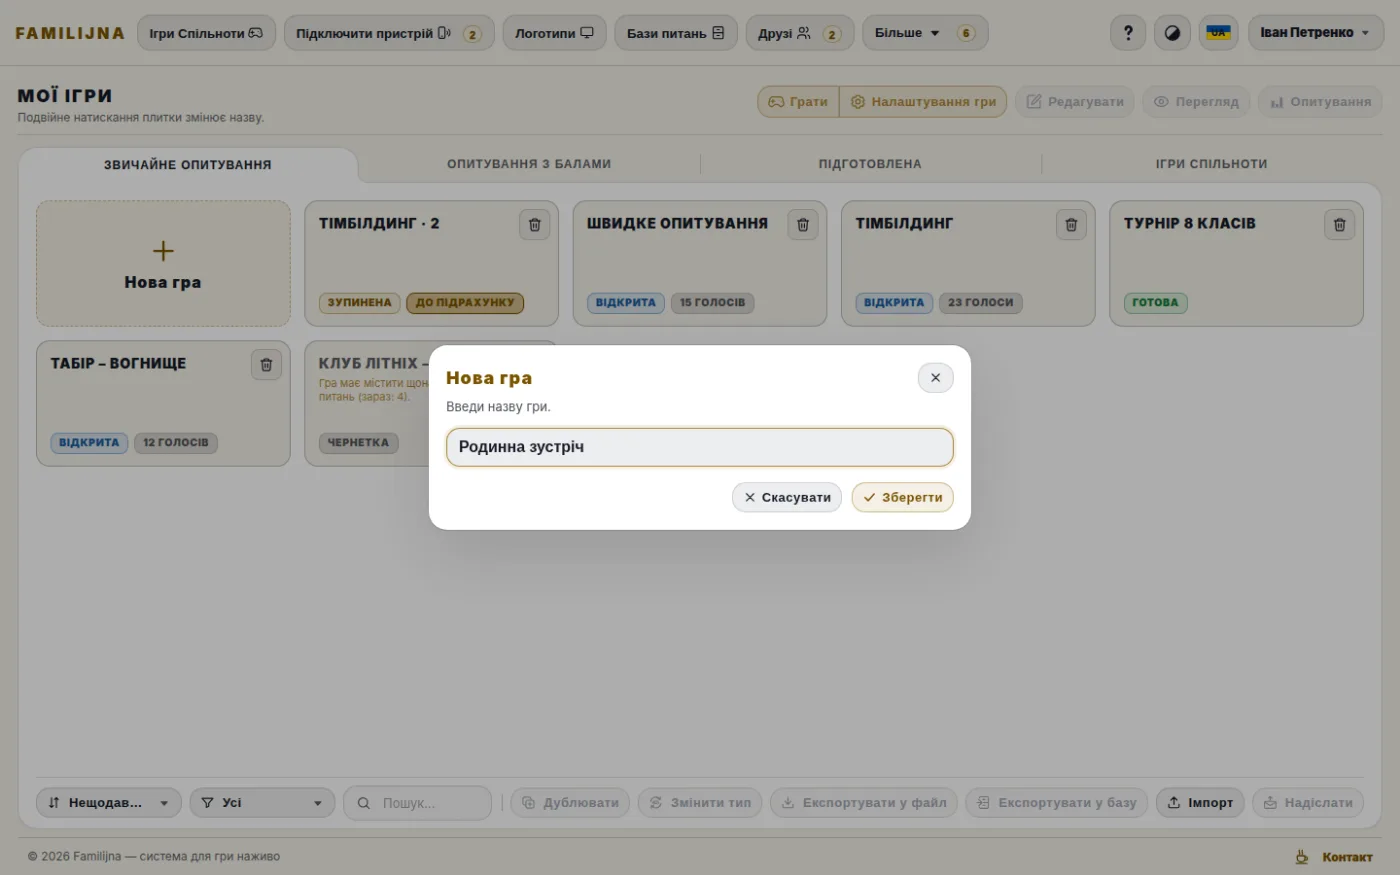 FAMILIJNA
Ігри Спільноти
Підключити пристрій 2
Логотипи
Бази питань
Друзі 2
Більше 6
?
UA
Іван Петренко
МОЇ ІГРИ
Подвійне натискання плитки змінює назву.
Грати
Налаштування гри
Редагувати
Перегляд
Опитування
ЗВИЧАЙНЕ ОПИТУВАННЯ
ОПИТУВАННЯ З БАЛАМИ
ПІДГОТОВЛЕНА
ІГРИ СПІЛЬНОТИ
Нова гра
ТІМБІЛДИНГ · 2
ЗУПИНЕНА
ДО ПІДРАХУНКУ
ШВИДКЕ ОПИТУВАННЯ
ВІДКРИТА
15 ГОЛОСІВ
ТІМБІЛДИНГ
ВІДКРИТА
23 ГОЛОСИ
ТУРНІР 8 КЛАСІВ
ГОТОВА
ТАБІР – ВОГНИЩЕ
ВІДКРИТА
12 ГОЛОСІВ
КЛУБ ЛІТНІХ –
Гра має містити
питань (зараз: 4).
ЧЕРНЕТКА
Нова гра
Введи назву гри.
Родинна зустріч
Скасувати
Зберегти
Нещодав...
Усі
Пошук...
Дублювати
Змінити тип
Експортувати у файл
Експортувати у базу
Імпорт
Надіслати
© 2026 Familijna — система для гри наживо
Контакт